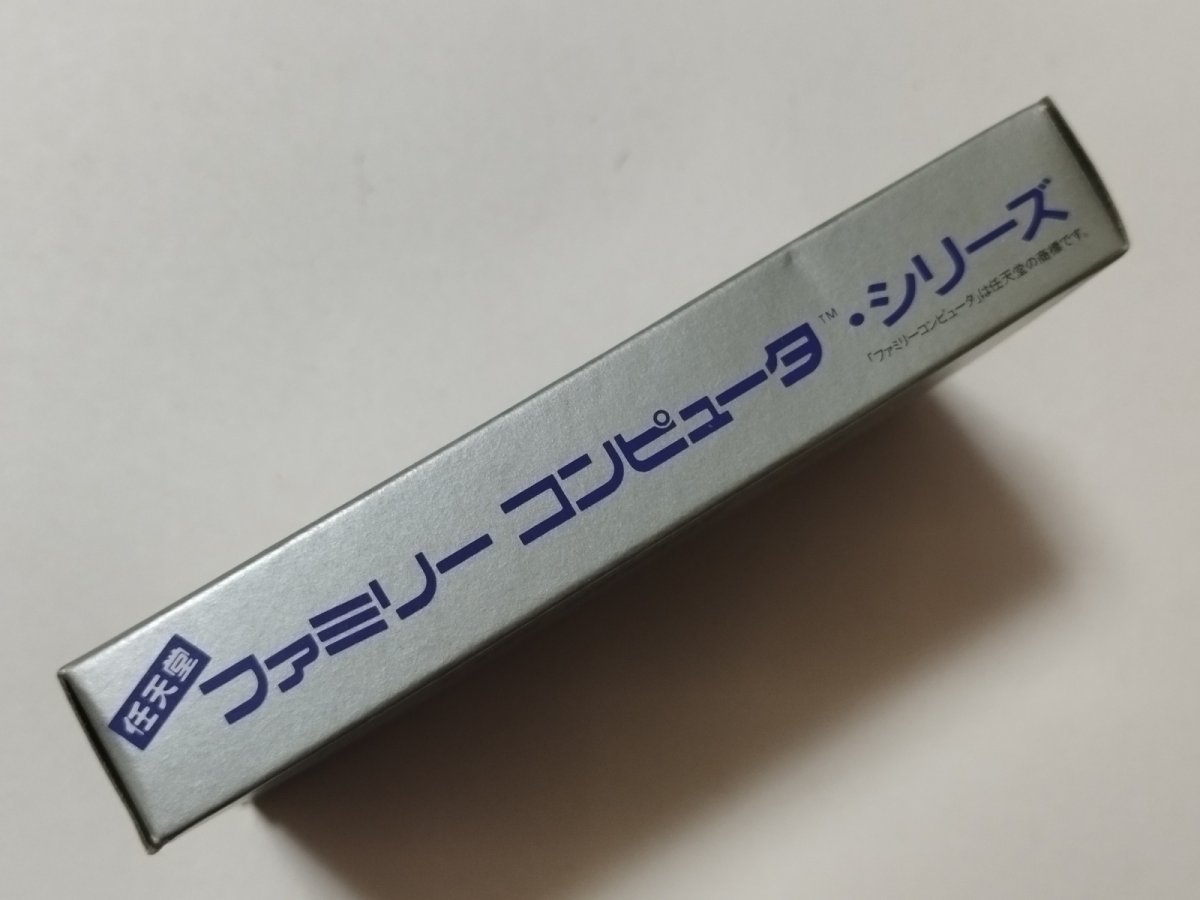 任天堂 ファミリー コンピュータ™・シリーズ
「ファミリーコンピュータ」は任天堂の商標です。